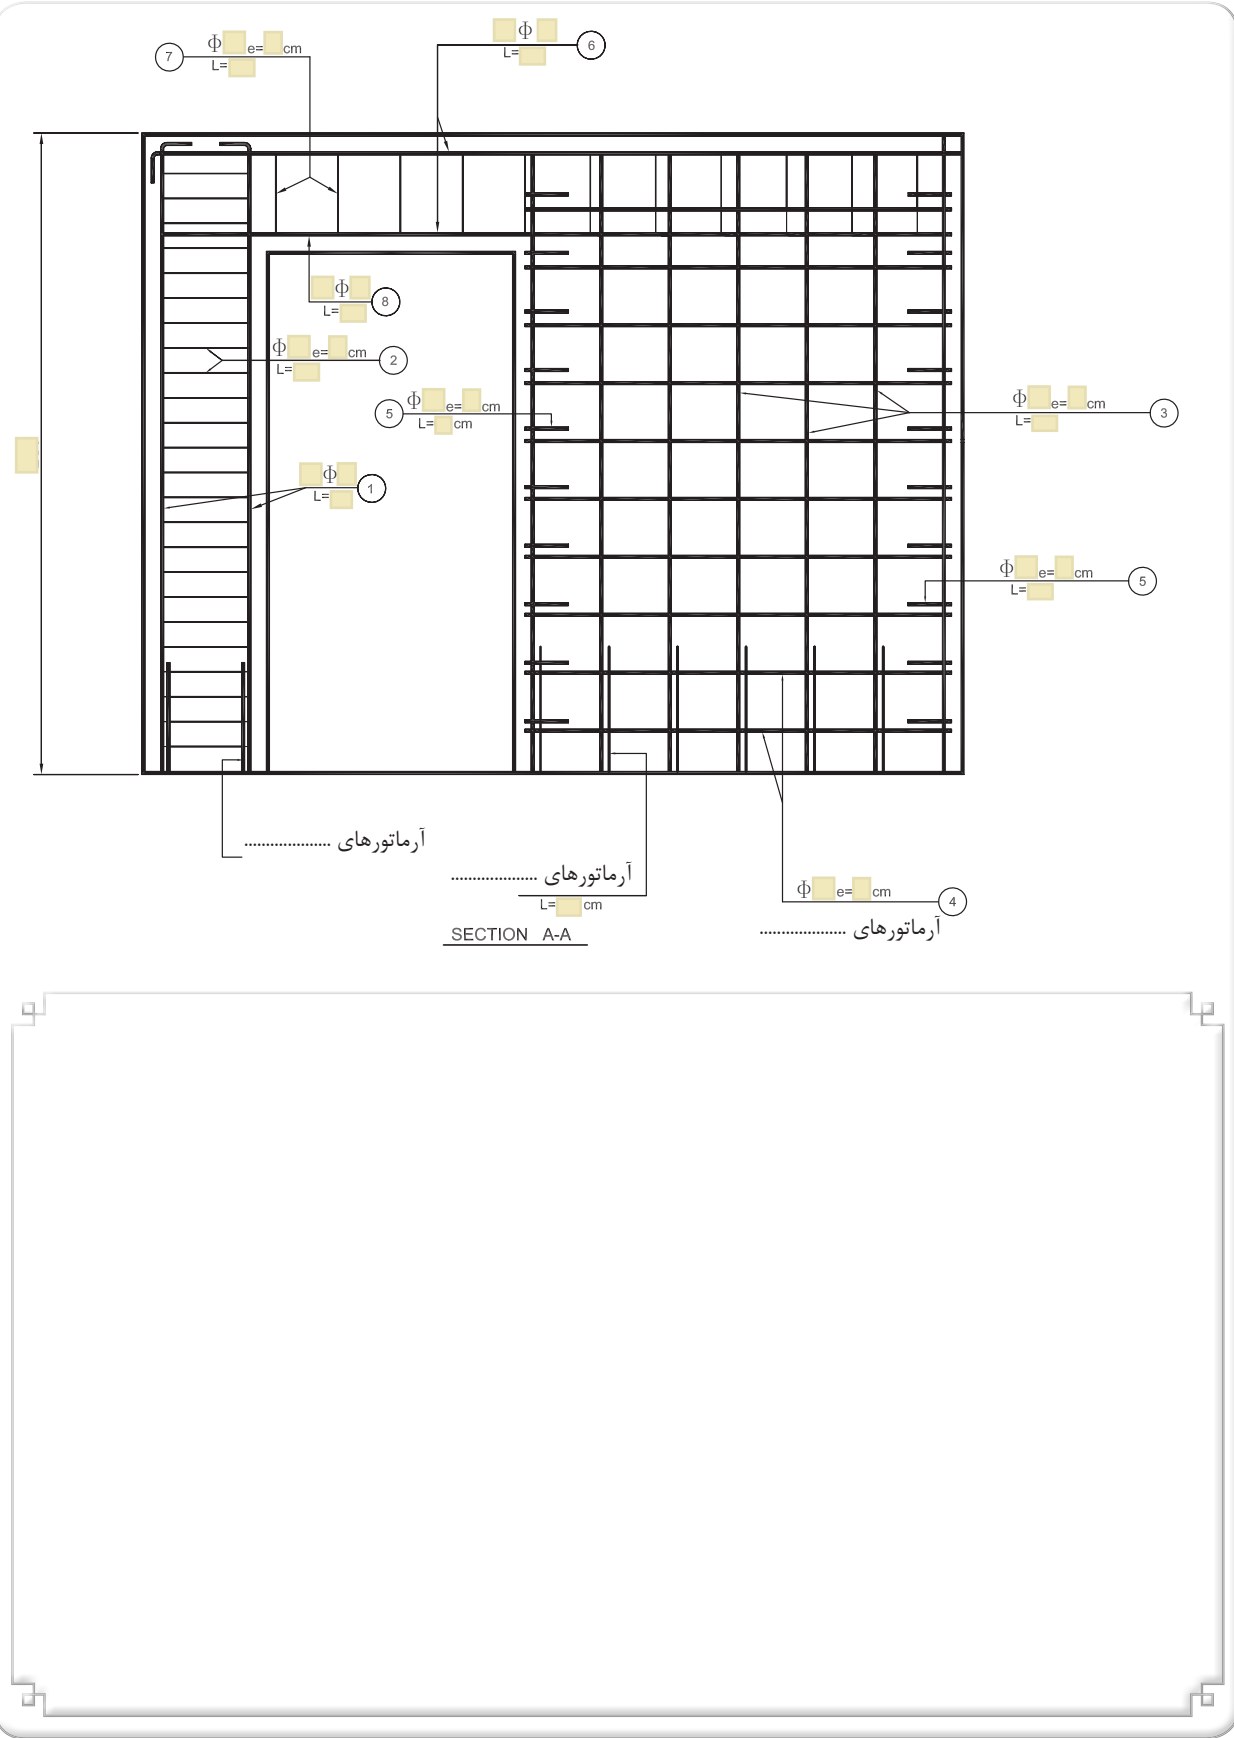 Φ e= cm
L=
7
Φ
L=
6
Φ
L=
8
Φ e= cm
L=
2
5
Φ e= cm
L= cm
Φ e= cm
L=
3
Φ
L=
1
Φ e= cm
L=
5
آرماتورهای ....................
آرماتورهای ....................
L= cm
Φ e= cm
4
آرماتورهای ....................
SECTION A-A